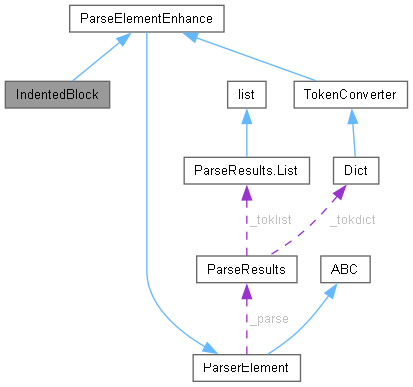 ParseElementEnhance
IndentedBlock
list
TokenConverter
ParseResults.List
Dict
_toklist
_tokdict
ParseResults
ABC
_parse
ParserElement